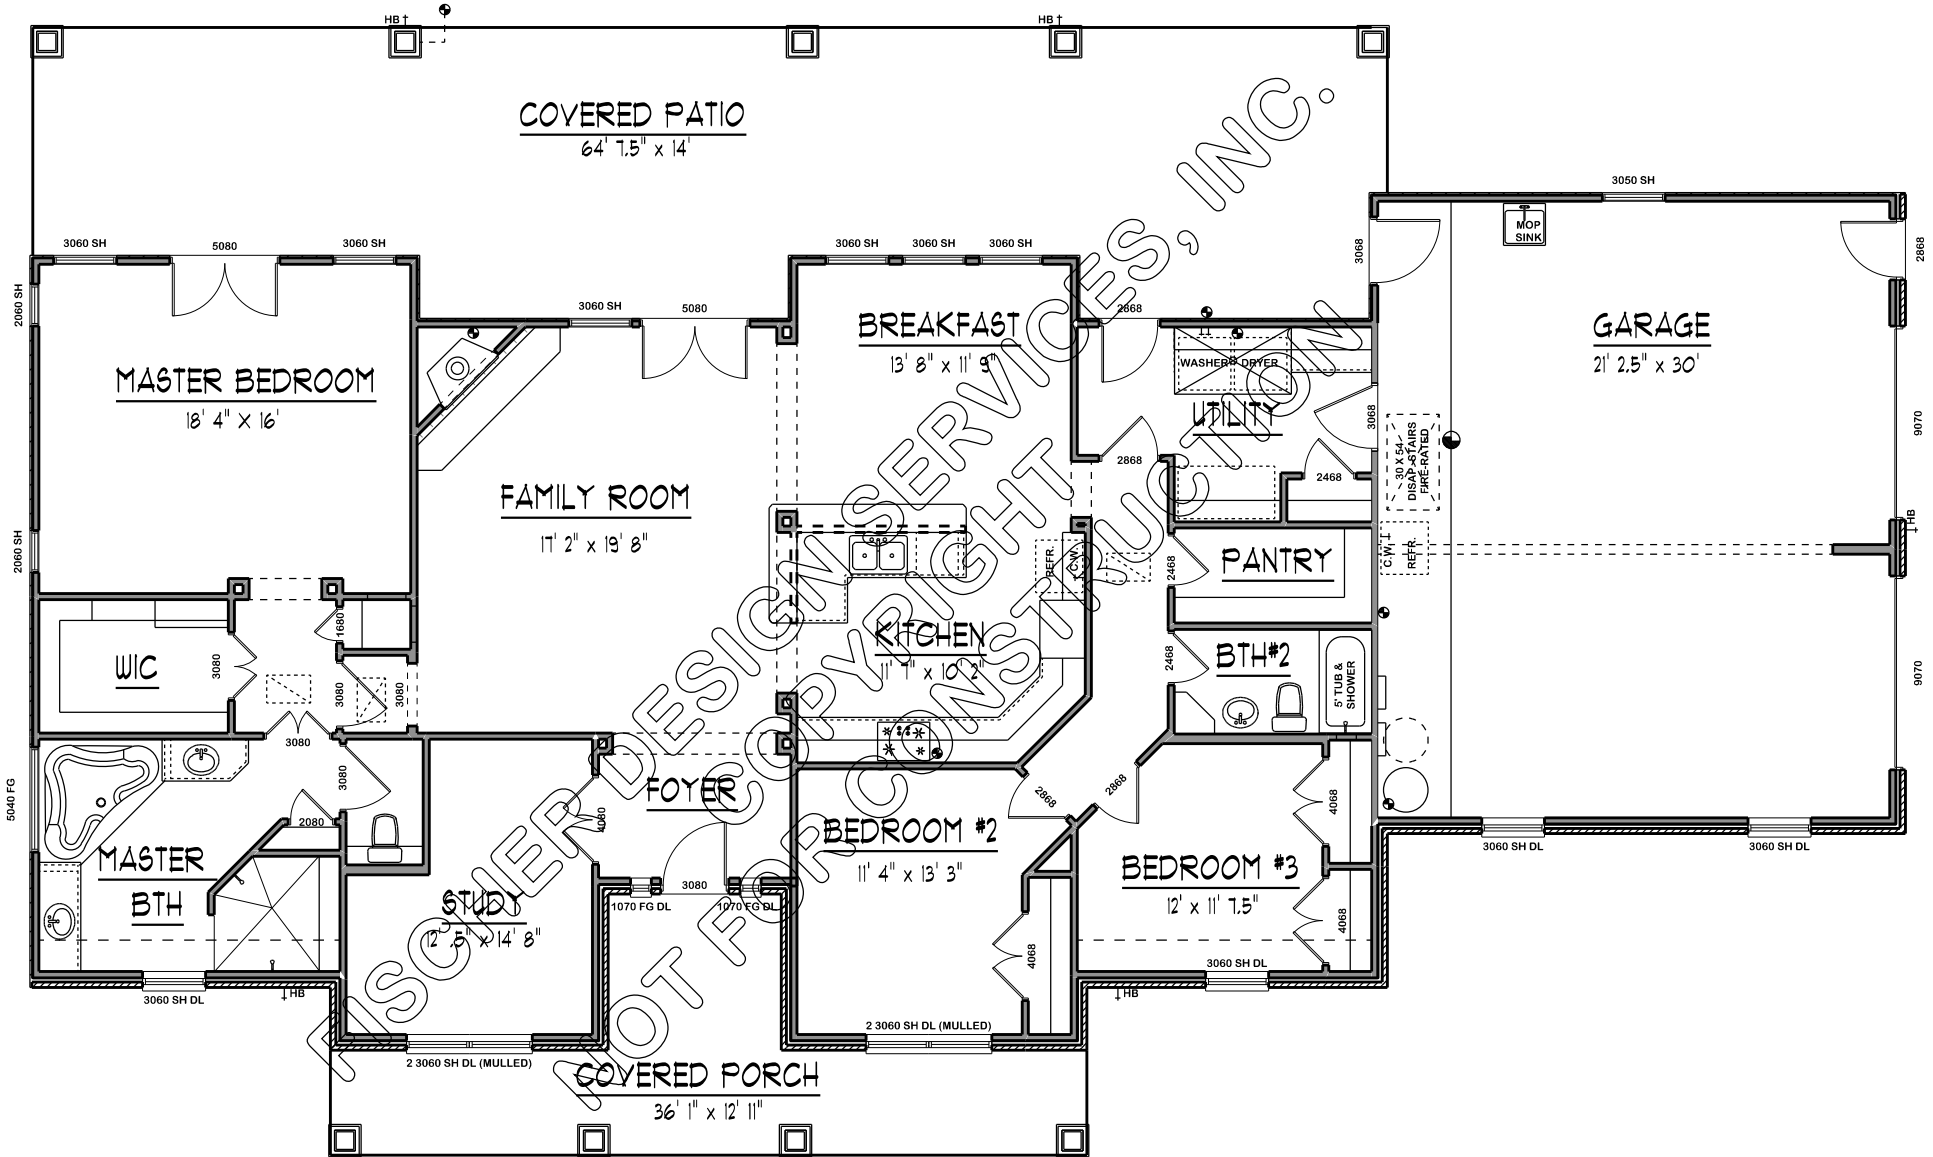 HB
HB
COVERED PATIO
64' 7.5" x 14'
3050 SH
MOP
SINK
3060 SH
5080
3060 SH
3060 SH
3060 SH
3060 SH
3068
2868
2060 SH
3060 SH
5080
2868
MASTER BEDROOM
18' 4" x 16'
BREAKFAST
13' 8" x 11' 9"
WASHER
DRYER
UTILITY
GARAGE
21' 2.5" x 30'
3068
9070
2868
2468
30 X 54
DISAP. STAIRS
FIRE-RATED
FAMILY ROOM
17' 2" x 19' 8"
2060 SH
HB
REFR.
C.W.
2468
PANTRY
C.W.
REFR.
WIC
3080
1680
3080
3080
KITCHEN
11' 7" x 10' 2"
2468
BTH#2
5' TUB &
SHOWER
9070
3080
3080
5040 FG
2080
FOYER
4080
2868
2868
4068
MASTER
BTH
BEDROOM #2
11' 4" x 13' 3"
BEDROOM #3
12' x 11' 7.5"
3060 SH DL
3060 SH DL
STUDY
12' .5" x 14' 8"
3080
1070 FG DL
1070 FG DL
4068
4068
3060 SH DL
3060 SH DL
HB
HB
2 3060 SH DL (MULLED)
2 3060 SH DL (MULLED)
COVERED PORCH
36' 1" x 12' 11"
FISCHER DESIGN SERVICES, INC.
COPYRIGHT
NOT FOR CONSTRUCTION